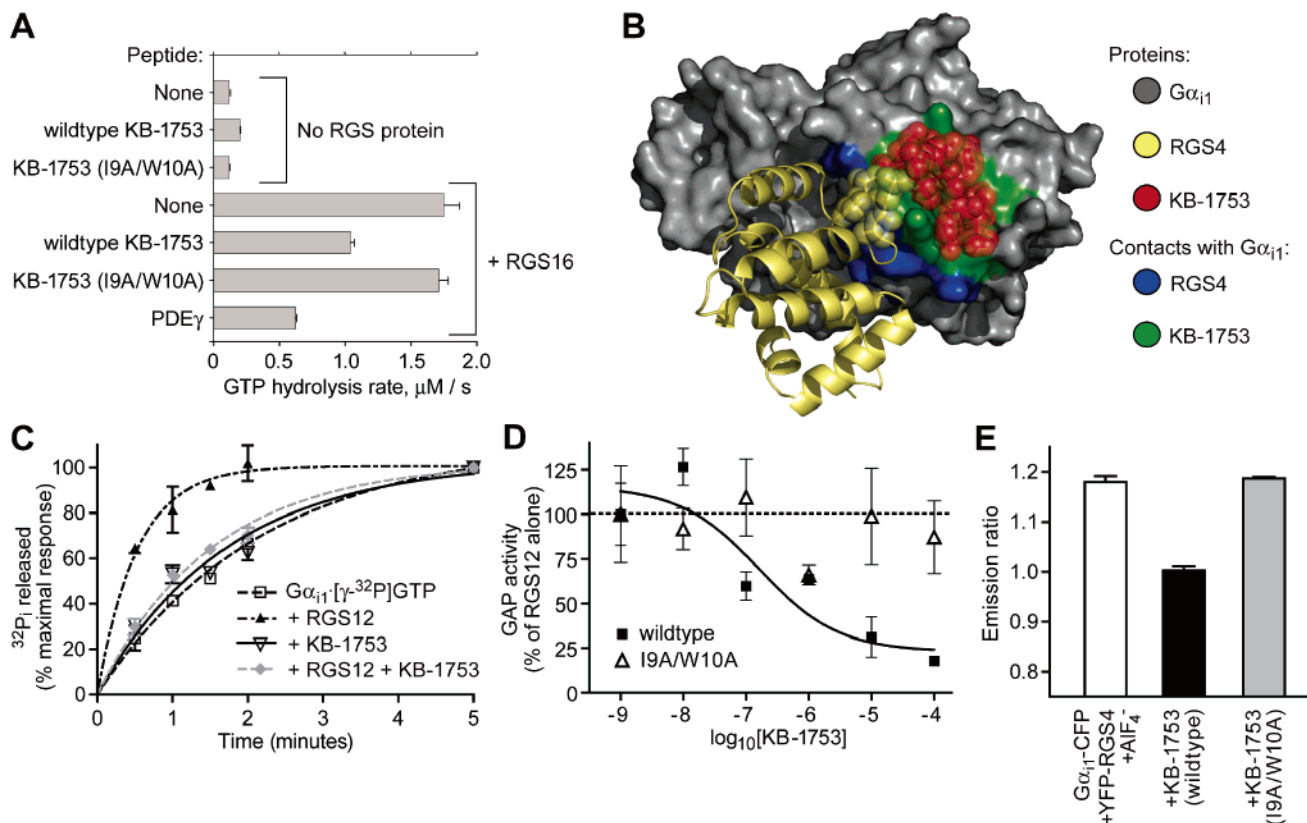 A
Peptide:
None
wildtype KB-1753
KB-1753 (I9A/W10A)
None
wildtype KB-1753
KB-1753 (I9A/W10A)
PDEγ
No RGS protein
+ RGS16
0 0.5 1.0 1.5 2.0
GTP hydrolysis rate, μM / s
B
Proteins:
Gαi1
RGS4
KB-1753
Contacts with Gαi1:
RGS4
KB-1753
C
32Pi released
(% maximal response)
100
80
60
40
20
0
0 1 2 3 4 5
Time (minutes)
Gαi1·[γ-32P]GTP
+ RGS12
+ KB-1753
+ RGS12 + KB-1753
D
GAP activity
(% of RGS12 alone)
125
100
75
50
25
0
-9 -8 -7 -6 -5 -4
log10[KB-1753]
wildtype
I9A/W10A
E
Emission ratio
1.2
1.1
1.0
0.9
0.8
Gαi1-CFP
+YFP-RGS4
+AlF4-
+KB-1753
(wildtype)
+KB-1753
(I9A/W10A)